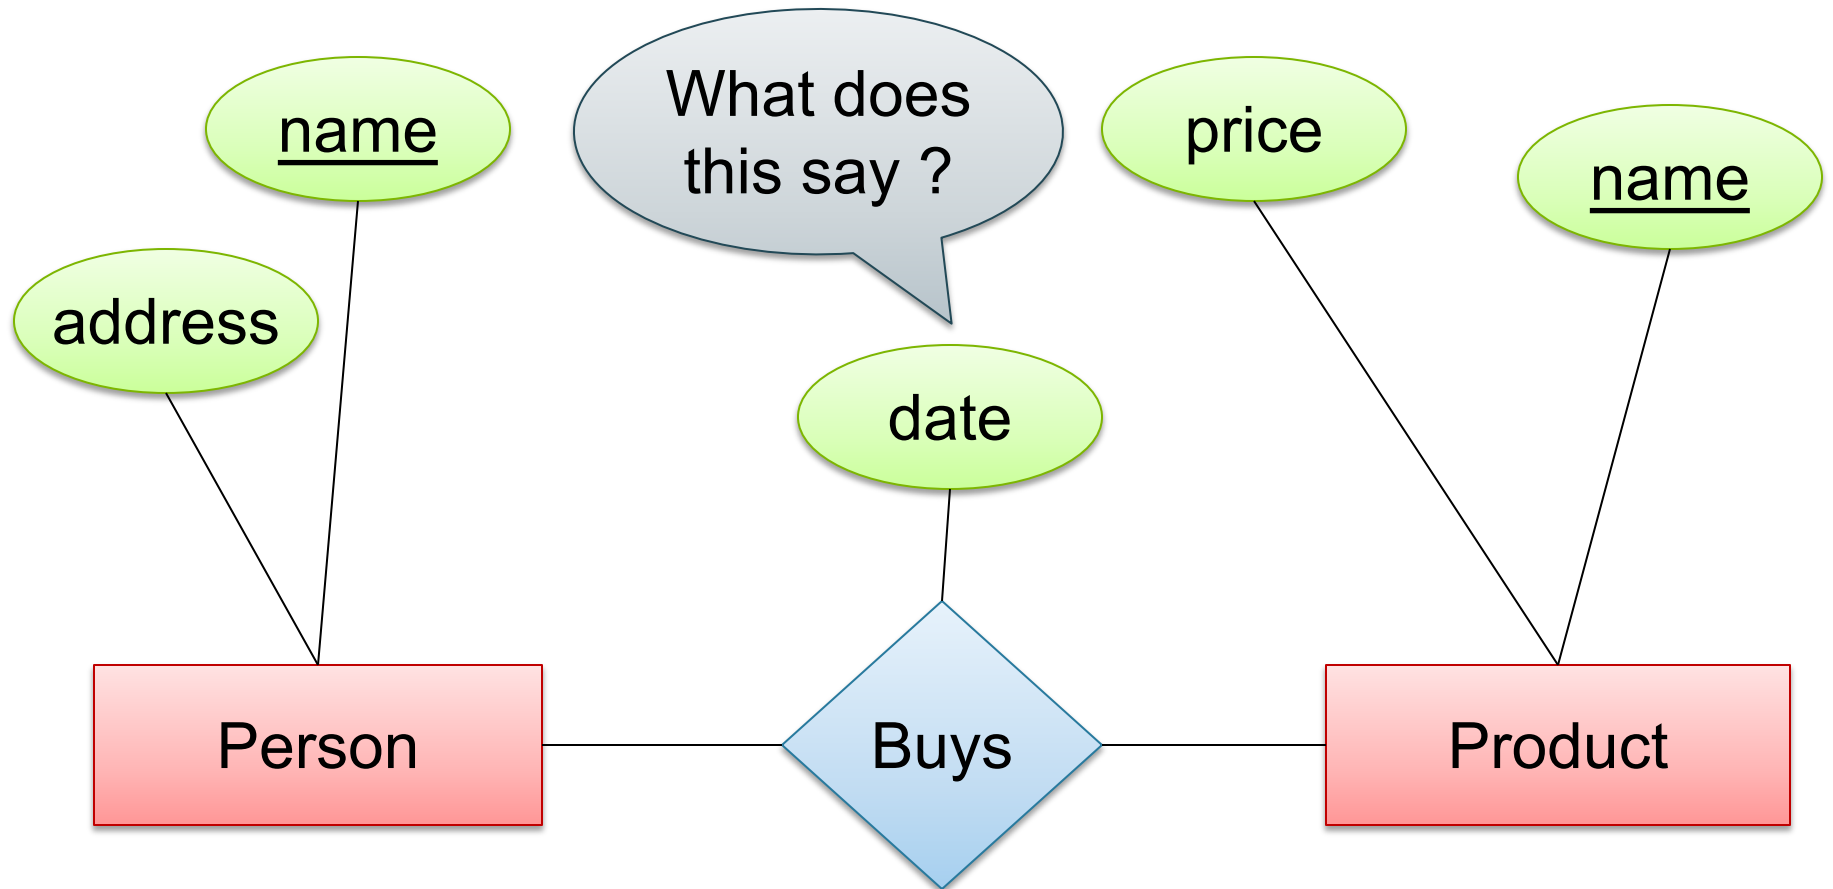 name
What does
this say ?
price
name
address
date
Person
Buys
Product